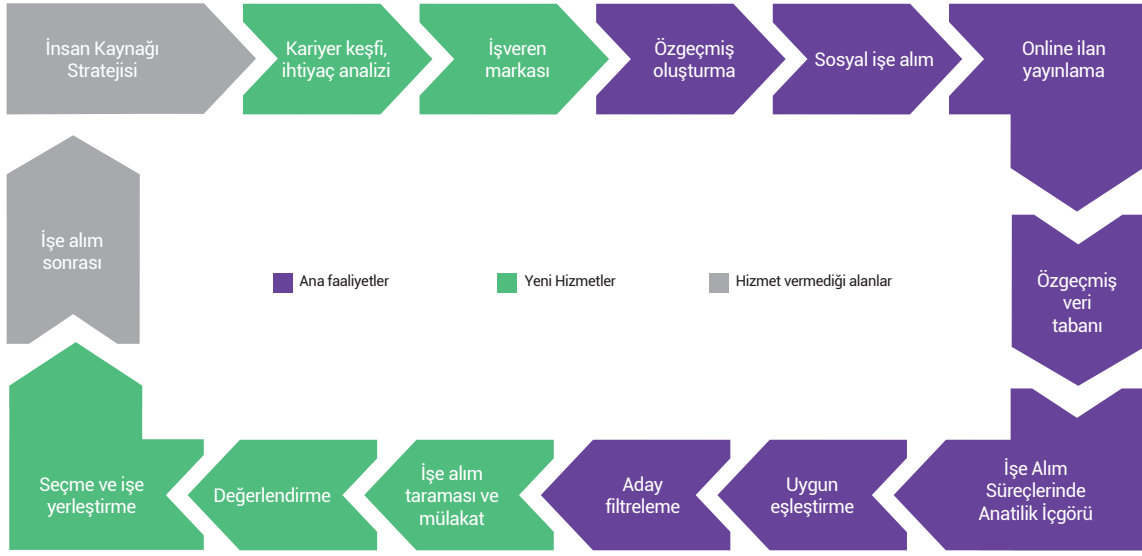 İnsan Kaynağı
Stratejisi
Kariyer keşfi,
ihtiyaç analizi
İşveren
markası
Özgeçmiş
oluşturma
Sosyal işe alım
Online ilan
yayınlama
Özgeçmiş
veri
tabanı
İşe Alım
Süreçlerinde
Anatilik İçgörü
Uygun
eşleştirme
Aday
filtreleme
İşe alım
taraması ve
mülakat
Değerlendirme
Seçme ve işe
yerleştirme
İşe alım
sonrası
Ana faaliyetler
Yeni Hizmetler
Hizmet vermediği alanlar